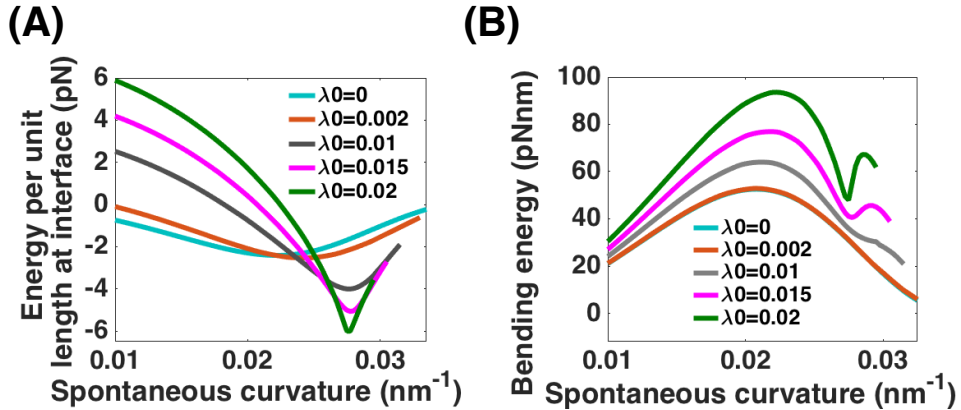 (A)
Energy per unit
length at interface (pN)
6
4
2
0
-2
-4
-6
λ0=0
λ0=0.002
λ0=0.01
λ0=0.015
λ0=0.02
0.01
0.02
0.03
Spontaneous curvature (nm⁻¹)
(B)
Bending energy (pNnm)
100
80
60
40
20
0
λ0=0
λ0=0.002
λ0=0.01
λ0=0.015
λ0=0.02
0.01
0.02
0.03
Spontaneous curvature (nm⁻¹)